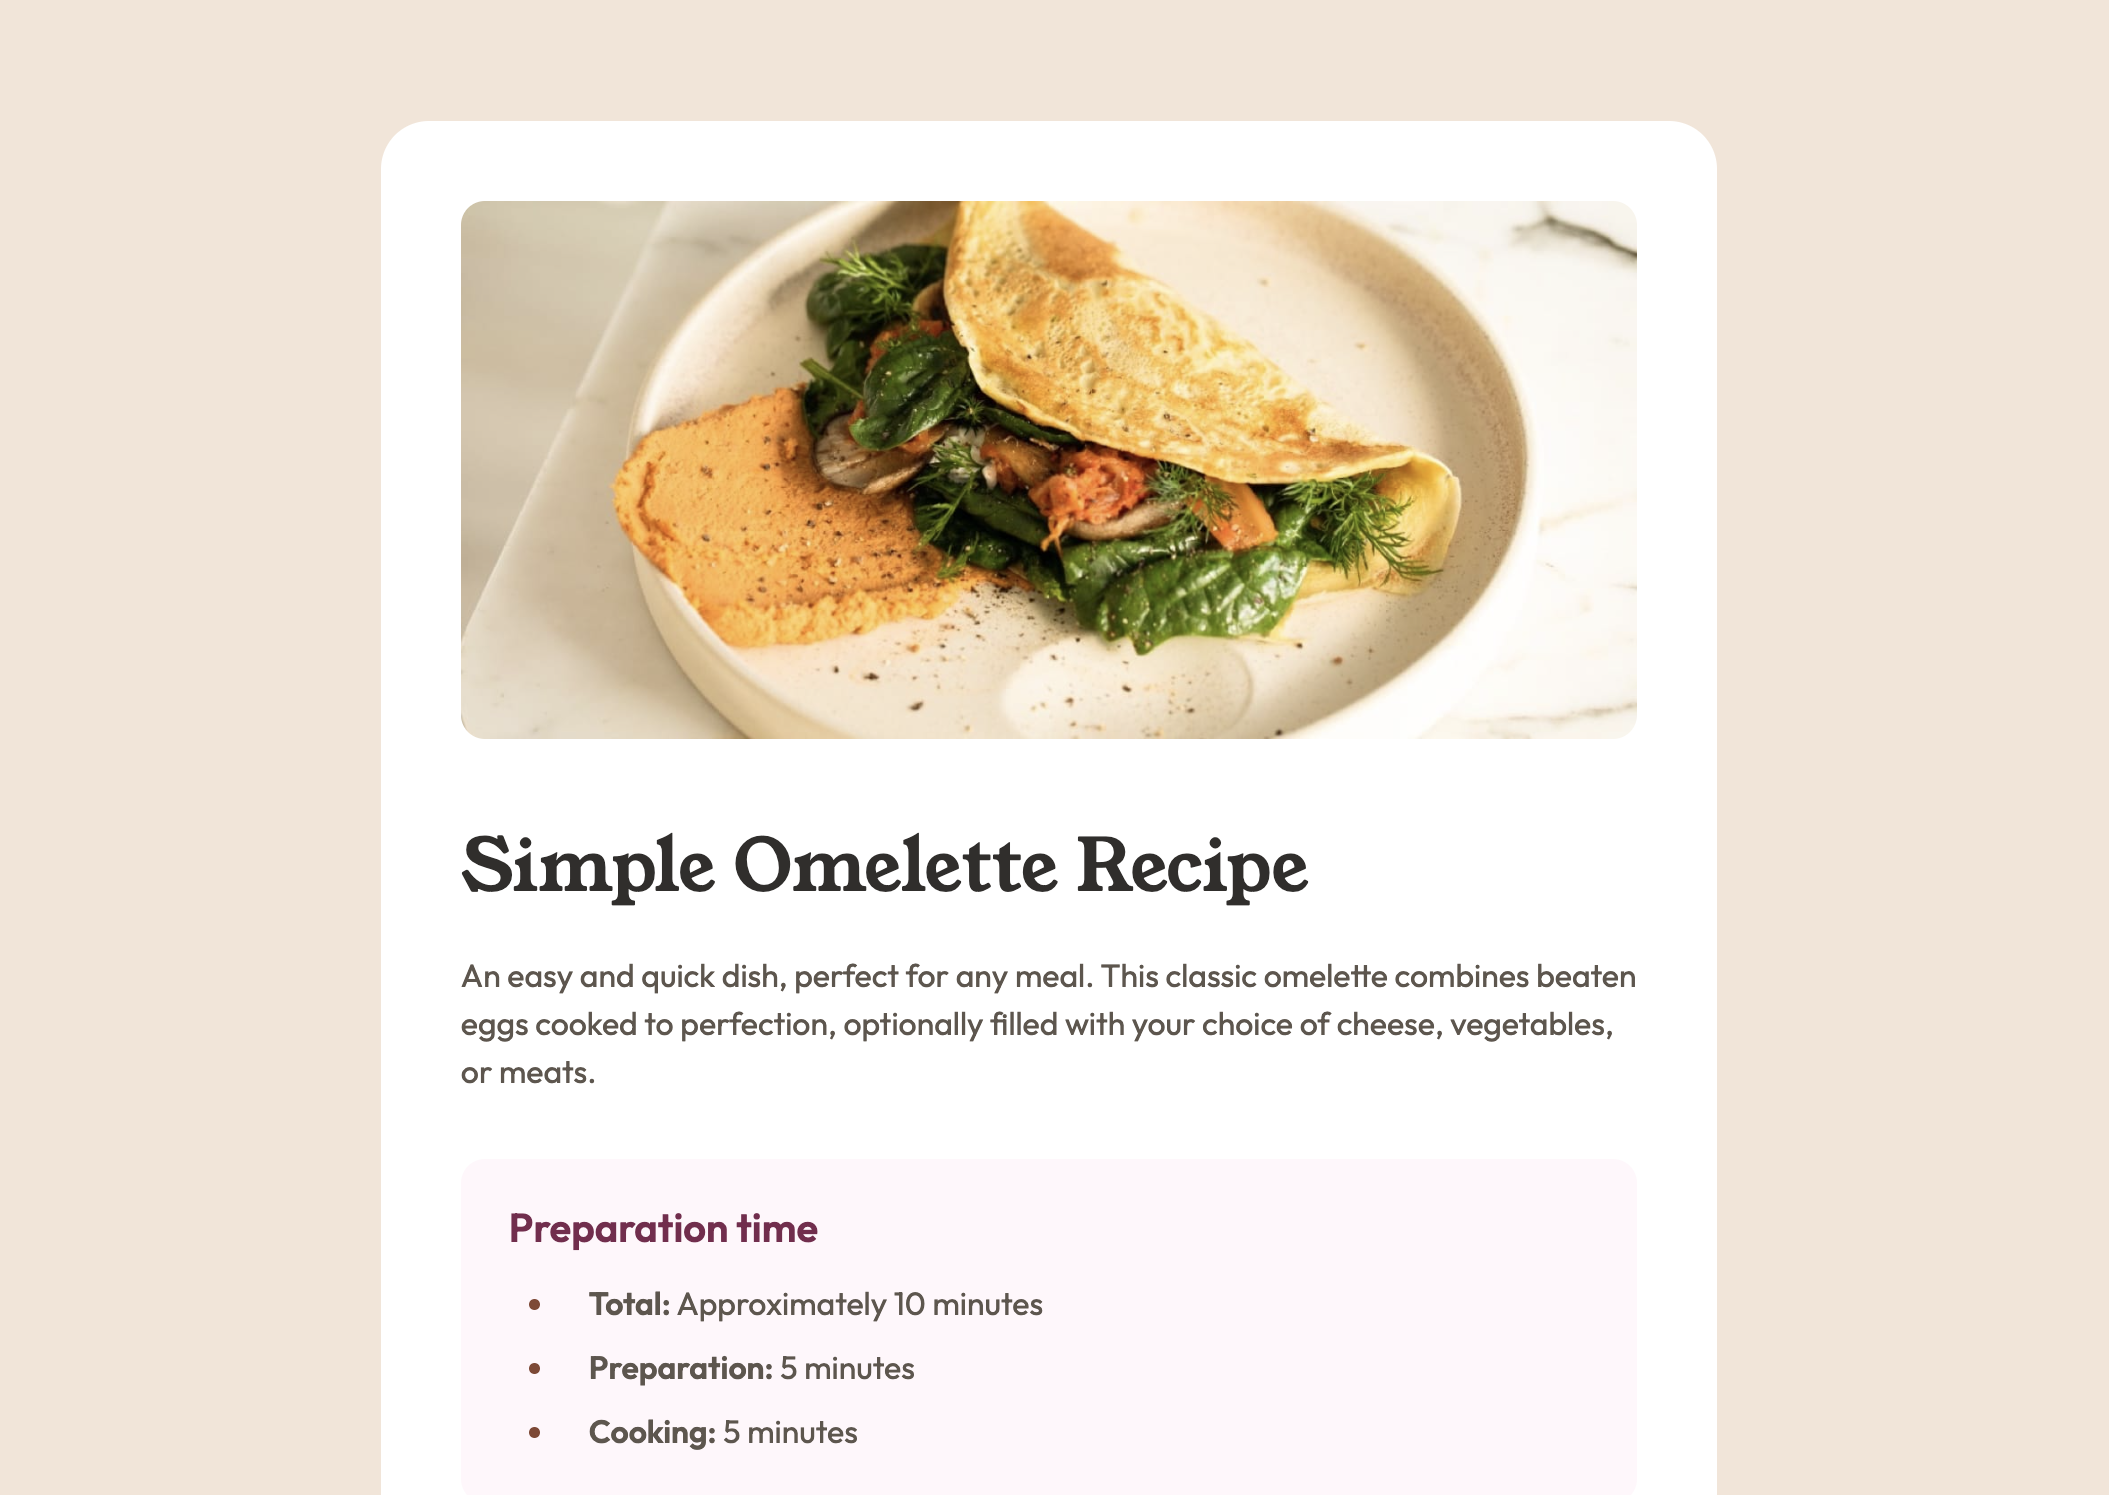 Simple Omelette Recipe
An easy and quick dish, perfect for any meal. This classic omelette combines beaten
eggs cooked to perfection, optionally filled with your choice of cheese, vegetables,
or meats.
Preparation time
Total: Approximately 10 minutes
Preparation: 5 minutes
Cooking: 5 minutes